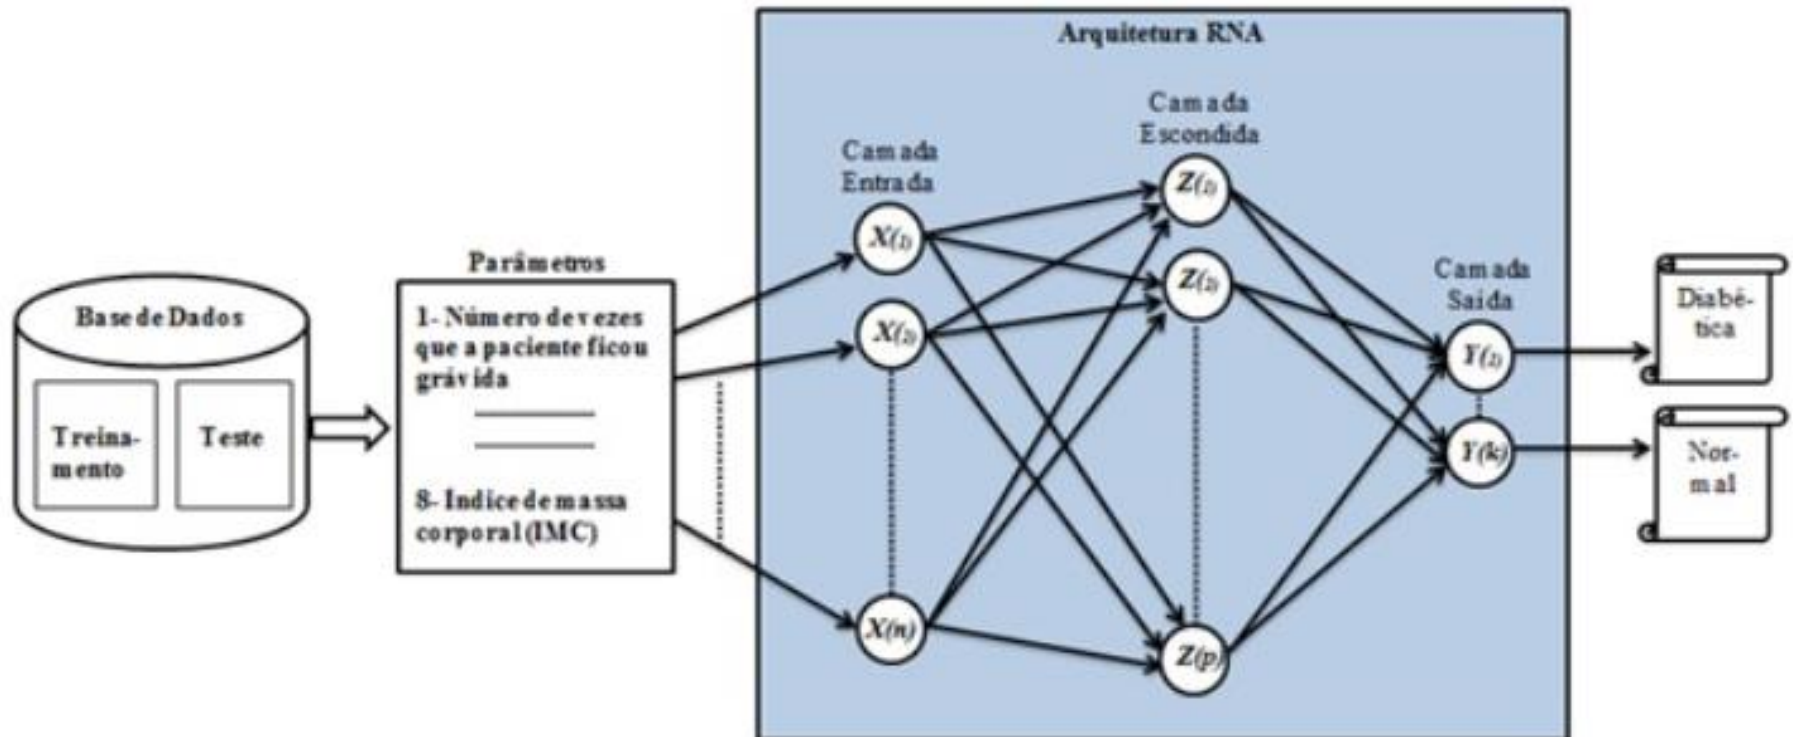 Arquitetura RNA
Base de Dados
Treina-
mento
Teste
Parâmetros
1- Número de vezes
que a paciente ficou
grávida
8- Índice de massa
corporal (IMC)
Camada
Entrada
X(1)
X(2)
X(n)
Camada
Escondida
Z(1)
Z(2)
Z(p)
Camada
Saída
Y(1)
Y(k)
Diabé-
tica
Nor-
mal